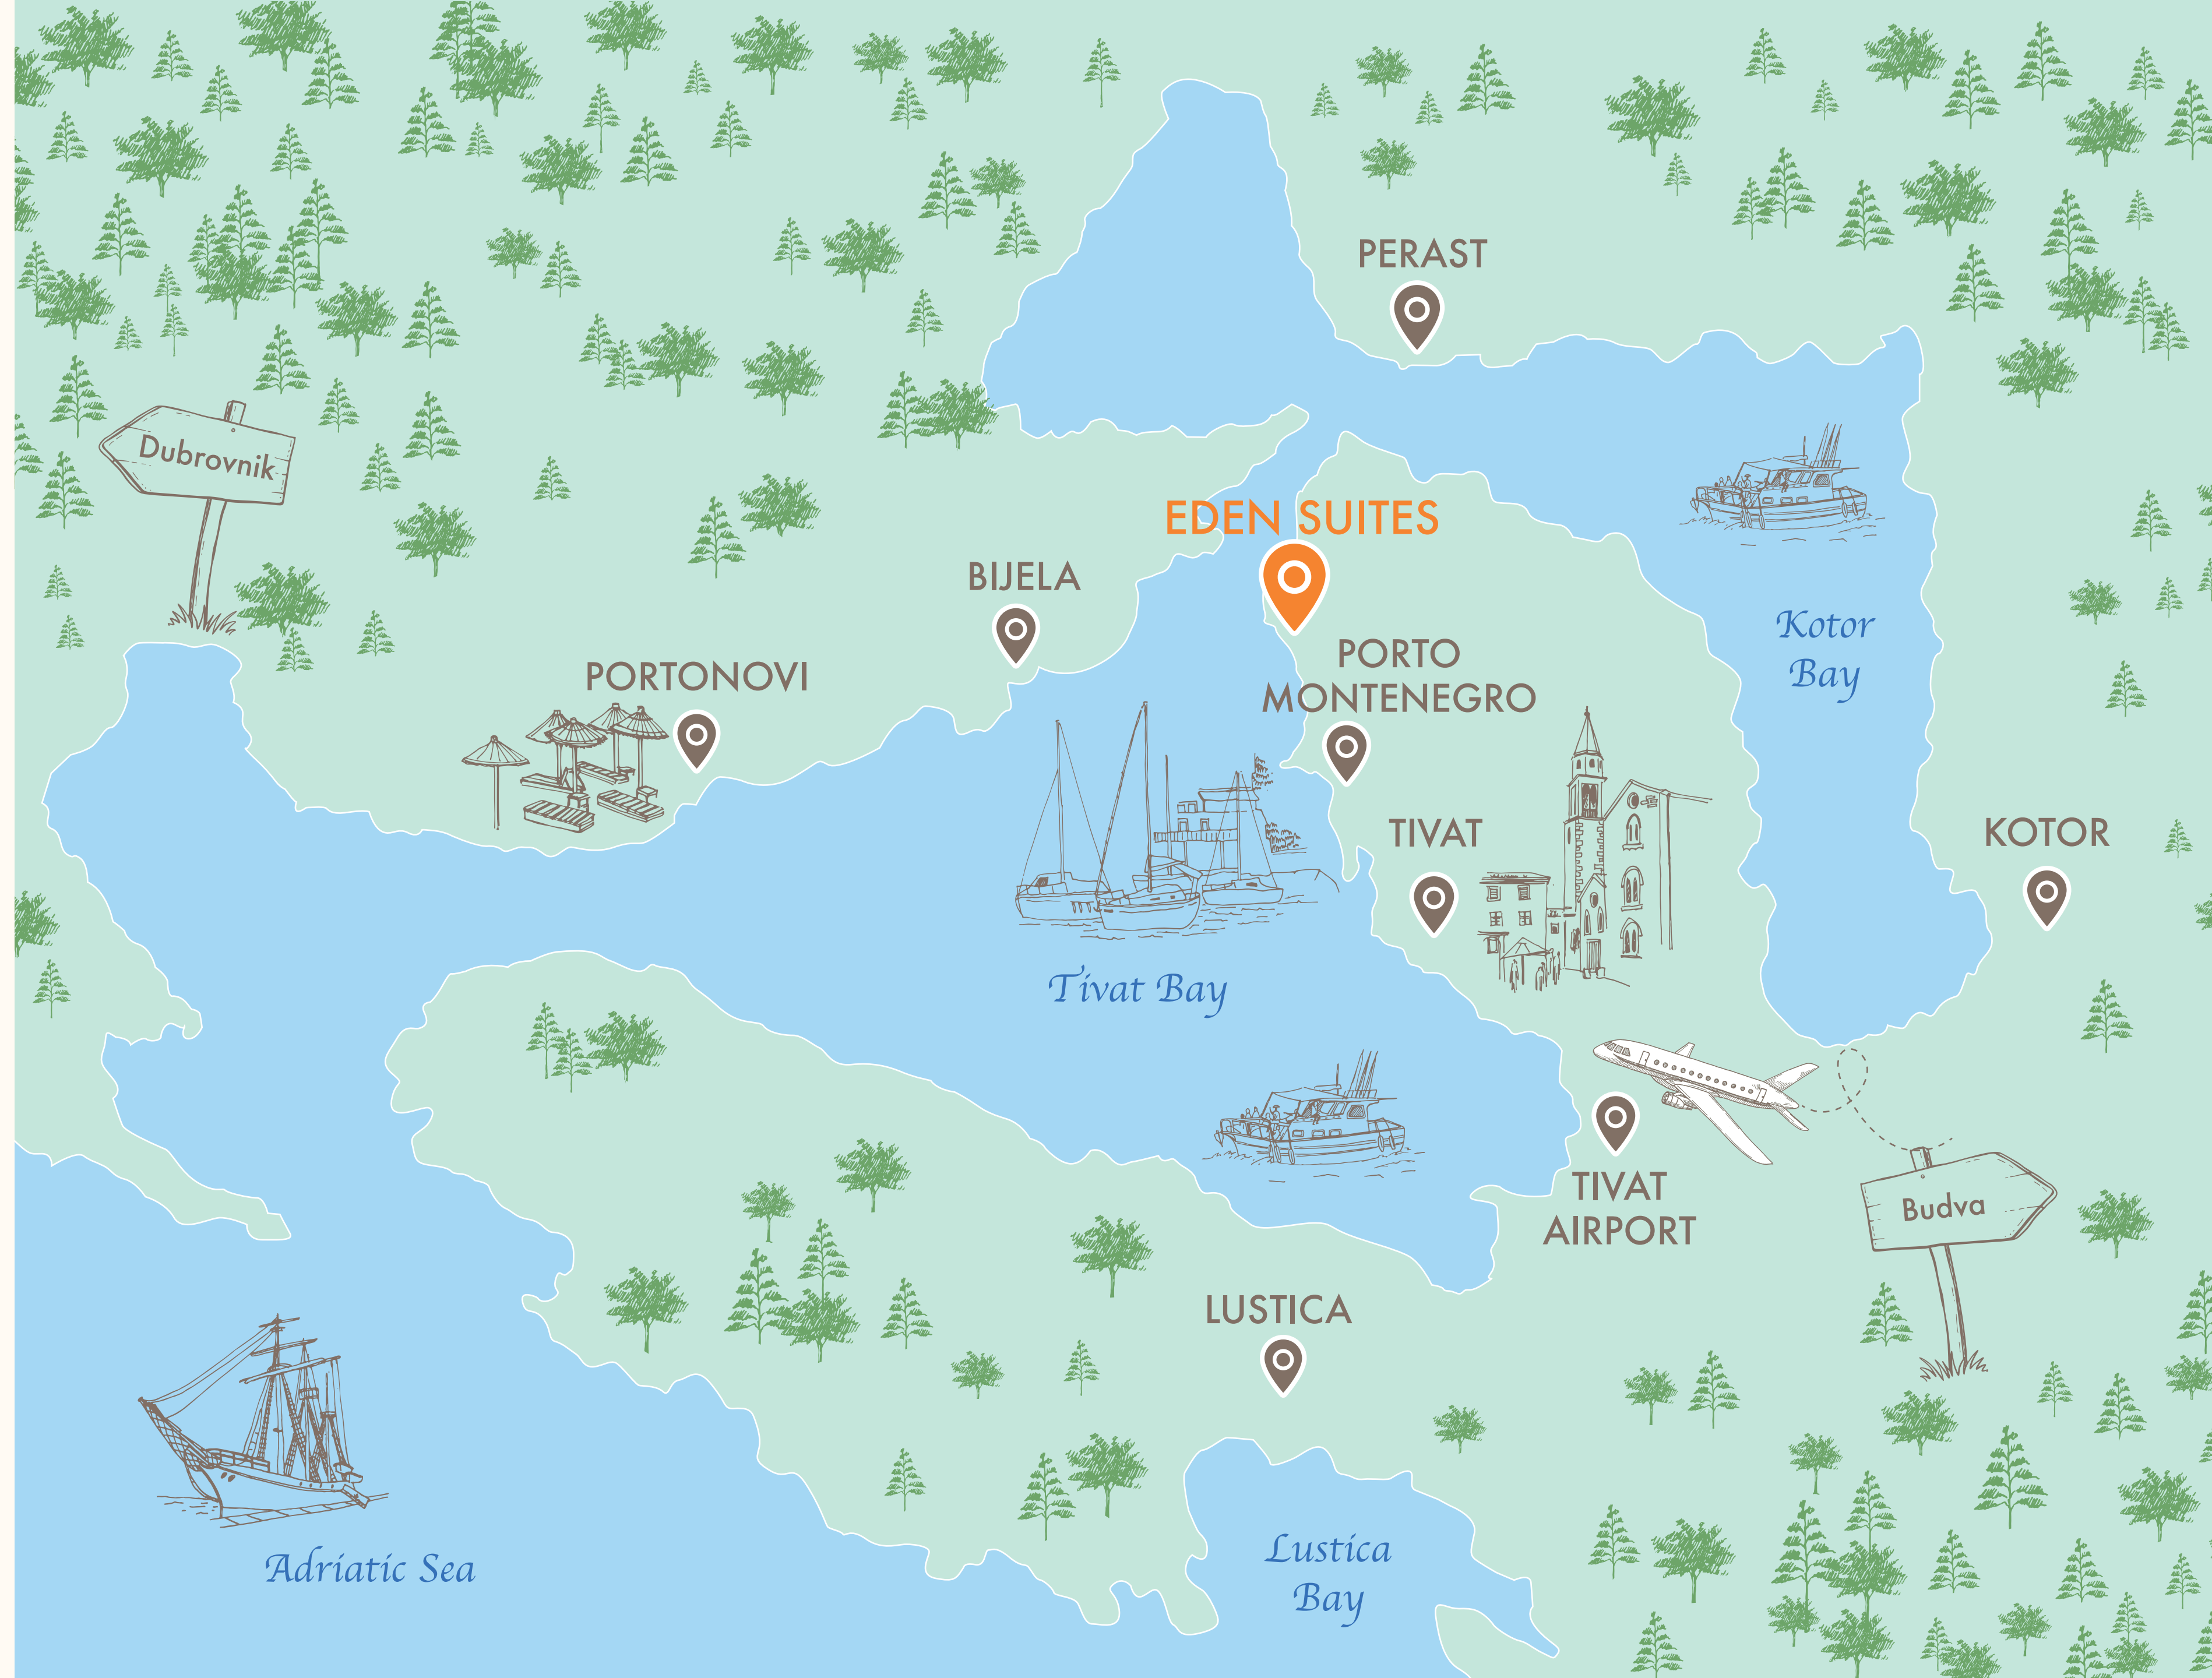 PERAST
Dubrovnik
EDEN SUITES
BIJELA
Kotor
Bay
PORTO
MONTENEGRO
PORTONOVI
TIVAT
KOTOR
Tivat Bay
TIVAT
AIRPORT
Budva
LUSTICA
Lustica
Bay
Adriatic Sea